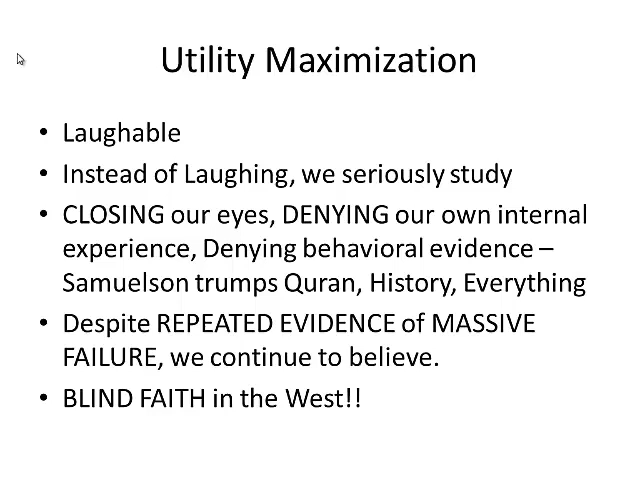 Utility Maximization
• Laughable
• Instead of Laughing, we seriously study
• CLOSING our eyes, DENYING our own internal
experience, Denying behavioral evidence –
Samuelson trumps Quran, History, Everything
• Despite REPEATED EVIDENCE of MASSIVE
FAILURE, we continue to believe.
• BLIND FAITH in the West!!